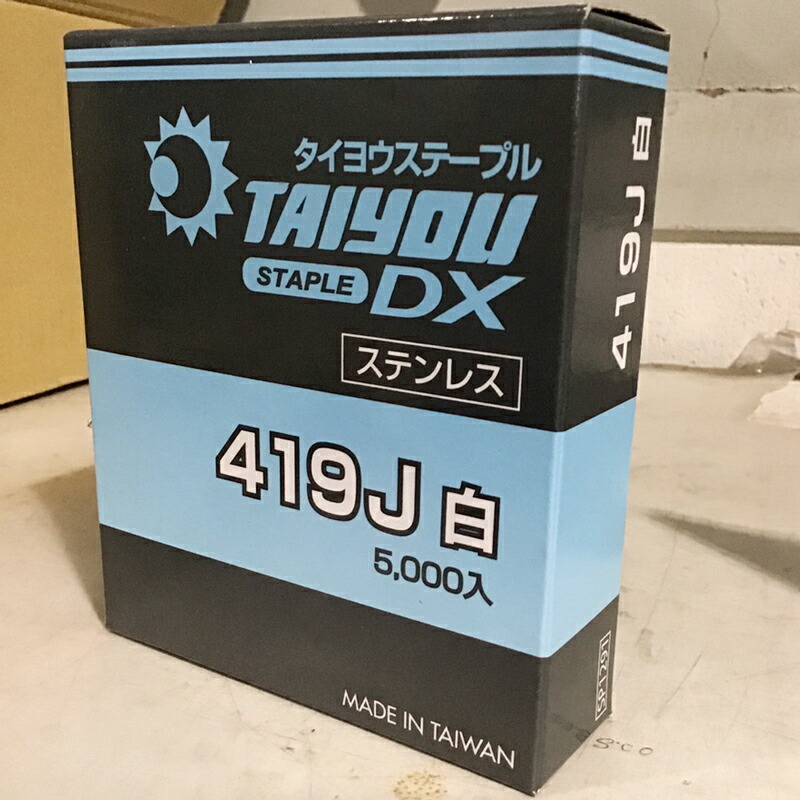 タイヨウステープル
TAIYOU
STAPLE DX
ステンレス
419J 白
5,000入
MADE IN TAIWAN
419J 白
SP1291